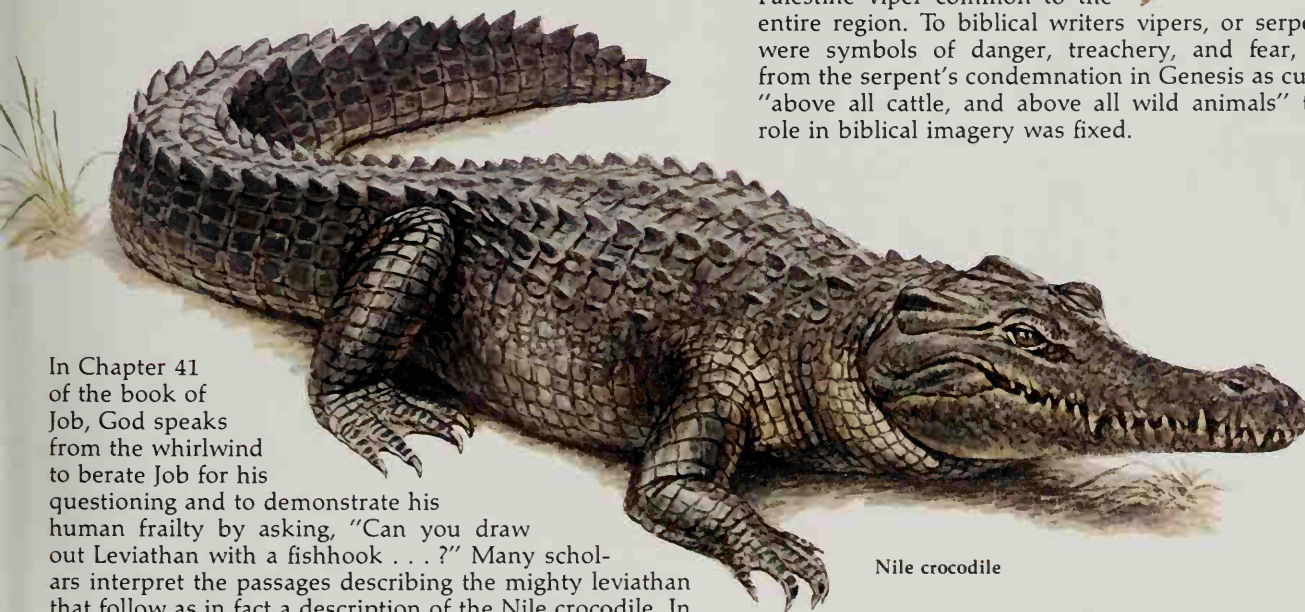 Palestine viper common to the
entire region. To biblical writers vipers, or
were symbols of danger, treachery, and fear,
from the serpent's condemnation in Genesis as
"above all cattle, and above all wild animals"
role in biblical imagery was fixed.
In Chapter 41
of the book of
Job, God speaks
from the whirlwind
to berate Job for his
questioning and to demonstrate his
human frailty by asking, "Can you draw
out Leviathan with a fishhook . . . ?" Many schol-
ars interpret the passages describing the mighty leviathan
that follow as in fact a description of the Nile crocodile. In
Nile crocodile